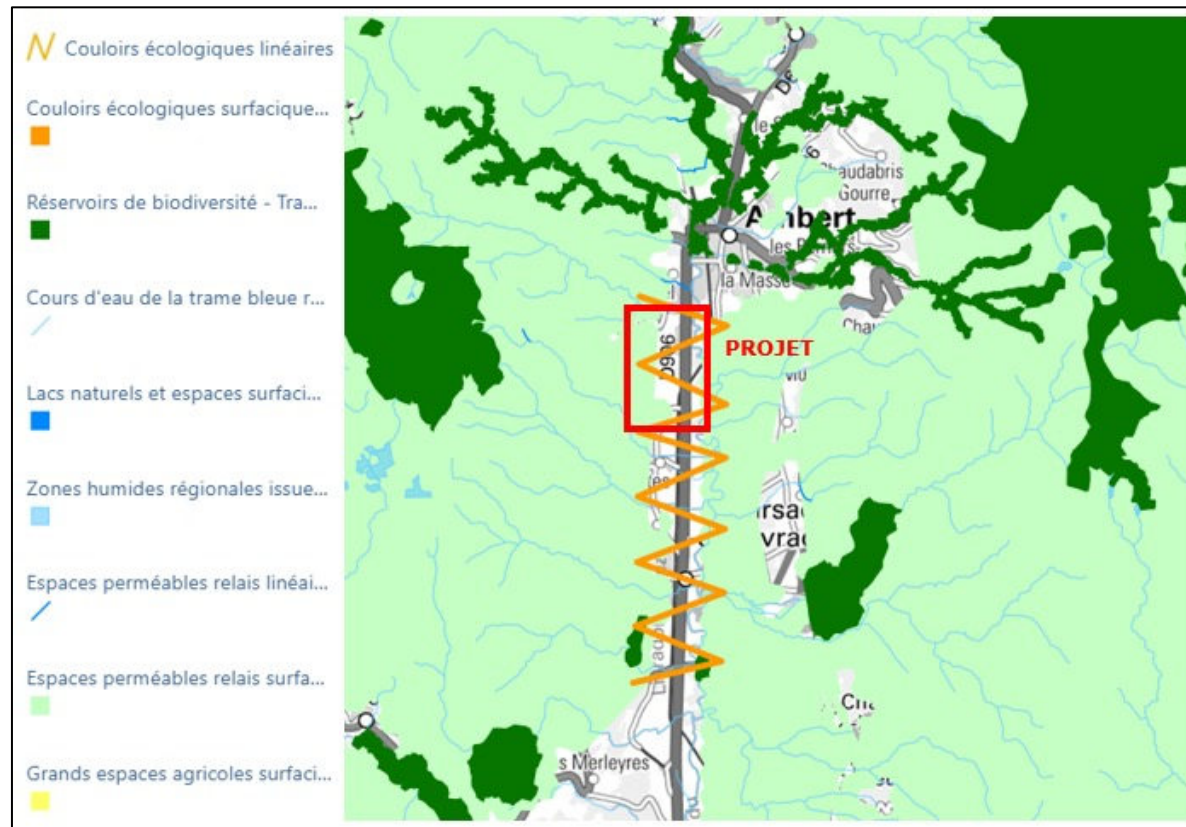 Couloirs écologiques linéaires
Couloirs écologiques surfacique...
Réservoirs de biodiversité - Tra...
Cours d'eau de la trame bleue r...
Lacs naturels et espaces surfaci...
Zones humides régionales issue...
Espaces perméables relais linéai...
Espaces perméables relais surfa...
Grands espaces agricoles surfaci...
Gourre
Ambert
la Masse
PROJET
D906
s Merleyres